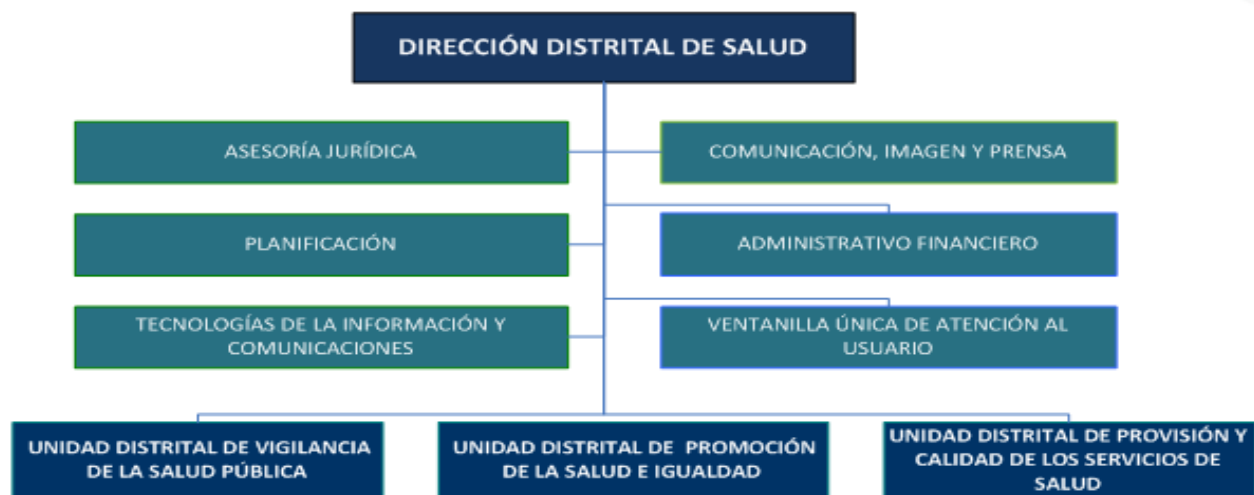 DIRECCIÓN DISTRITAL DE SALUD
ASESORÍA JURÍDICA
COMUNICACIÓN, IMAGEN Y PRENSA
PLANIFICACIÓN
ADMINISTRATIVO FINANCIERO
TECNOLOGÍAS DE LA INFORMACIÓN Y
COMUNICACIONES
VENTANILLA ÚNICA DE ATENCIÓN AL
USUARIO
UNIDAD DISTRITAL DE VIGILANCIA
DE LA SALUD PÚBLICA
UNIDAD DISTRITAL DE PROMOCIÓN
DE LA SALUD E IGUALDAD
UNIDAD DISTRITAL DE PROVISIÓN Y
CALIDAD DE LOS SERVICIOS DE
SALUD